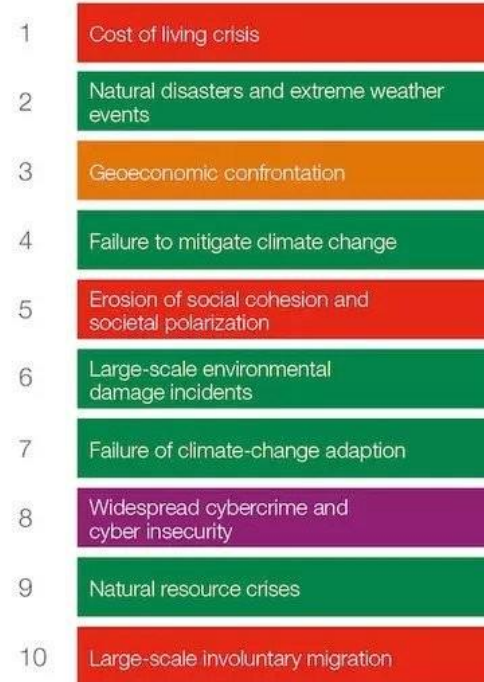 1 Cost of living crisis
2 Natural disasters and extreme weather
events
3 Geoeconomic confrontation
4 Failure to mitigate climate change
5 Erosion of social cohesion and
societal polarization
6 Large-scale environmental
damage incidents
7 Failure of climate-change adaption
8 Widespread cybercrime and
cyber insecurity
9 Natural resource crises
10 Large-scale involuntary migration